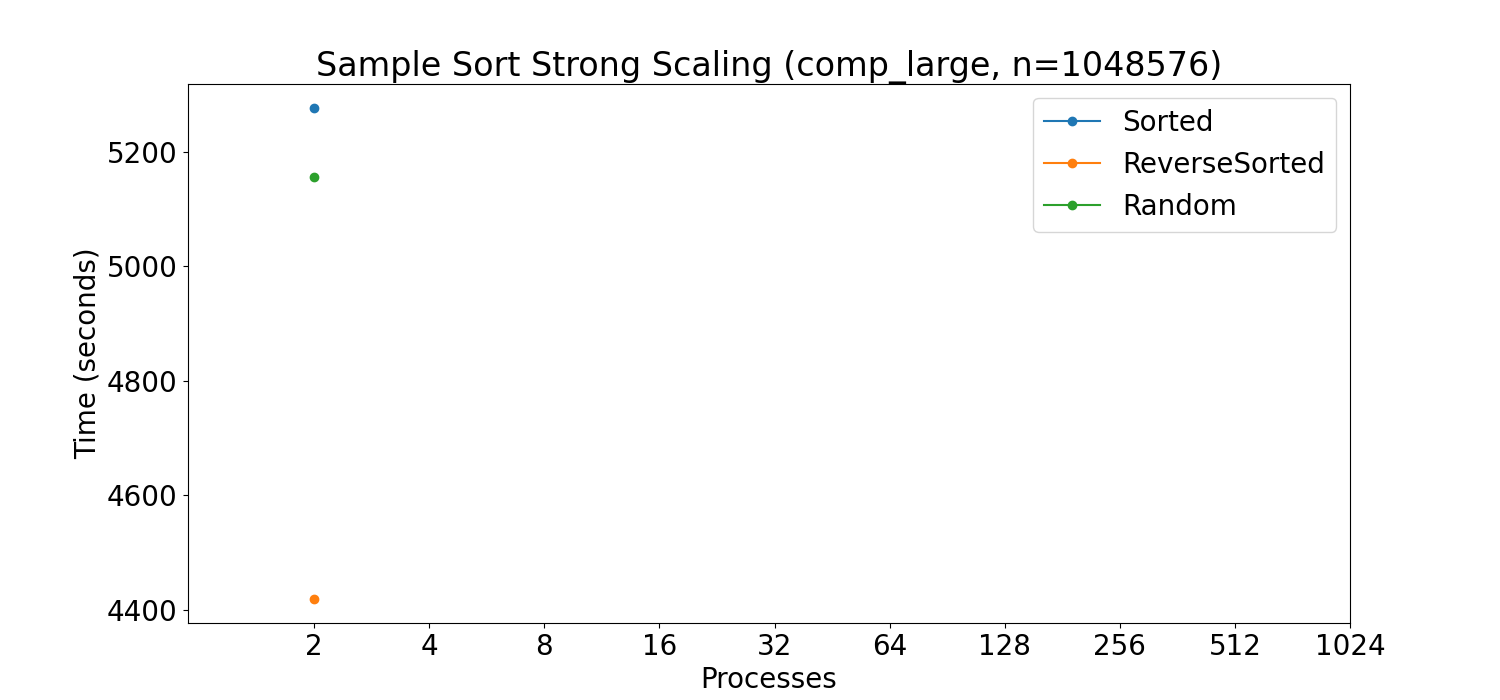 Sample Sort Strong Scaling (comp_large, n=1048576)
Sorted
ReverseSorted
Random
5200
5000
4800
4600
4400
Time (seconds)
2 4 8 16 32 64 128 256 512 1024
Processes